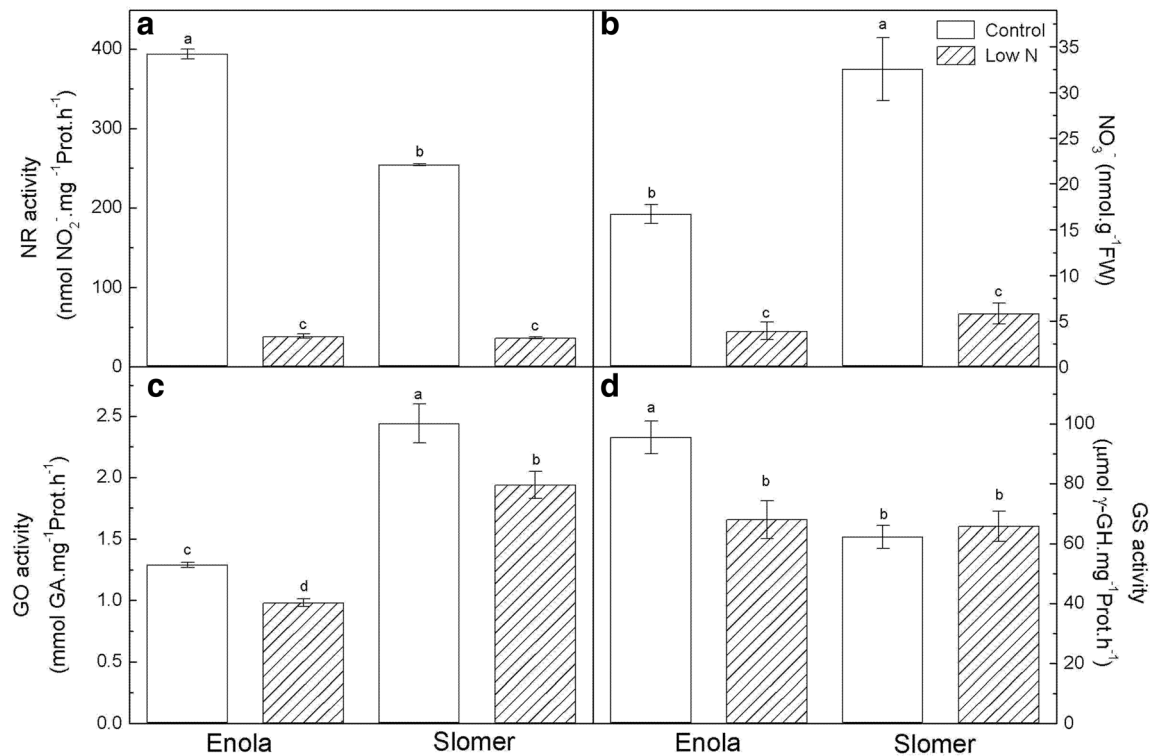 a
NR activity
(nmol NO₂⁻.mg⁻¹Prot.h⁻¹)
400
300
200
100
0
a
c
b
c
b
Control
Low N
NO₃⁻ (nmol.g⁻¹FW)
35
30
25
20
15
10
5
0
b
c
a
c
c
GO activity
(mmol GA.mg⁻¹Prot.h⁻¹)
2.5
2.0
1.5
1.0
0.5
0.0
c
d
a
b
d
GS activity
(μmol γ-GH.mg⁻¹Prot.h⁻¹)
100
80
60
40
20
0
a
b
b
b
Enola
Slomer
Enola
Slomer